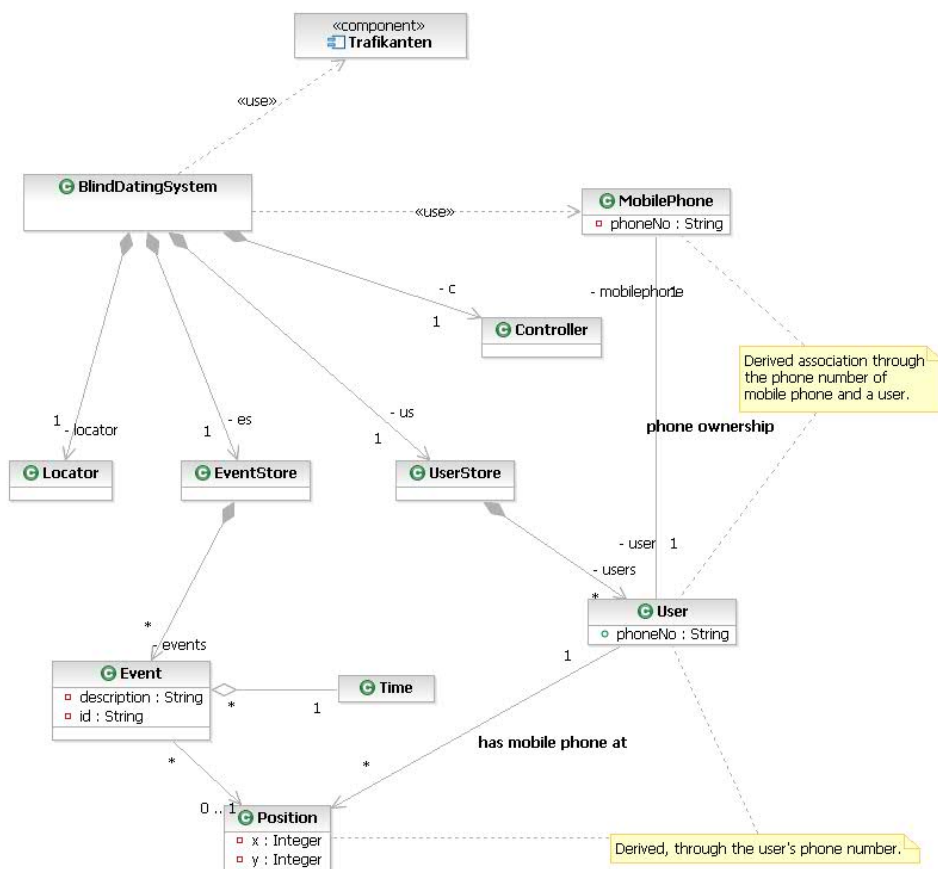 «component»
Trafikanten
«use»
BlindDatingSystem
«use»
MobilePhone
phoneNo : String
- mobilephone
1
- c
1
Controller
Derived association through
the phone number of
mobile phone and a user.
1
- locator
- es
1
- us
1
phone ownership
Locator
EventStore
UserStore
- user
1
- users
*
User
phoneNo : String
*
- events
Event
description : String
id : String
*
1
Time
1
has mobile phone at
*
*
0 .. 1
Position
x : Integer
y : Integer
Derived, through the user's phone number.